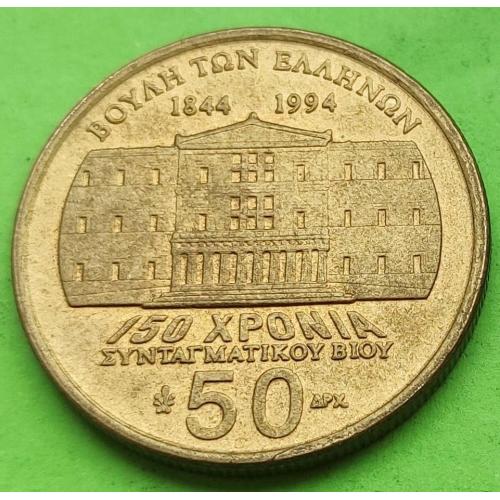 ΒΟΥΛΗ ΤΩΝ ΕΛΛΗΝΩΝ
1844 1994
150 ΧΡΟΝΙΑ
ΣΥΝΤΑΓΜΑΤΙΚΟΥ ΒΙΟΥ
50 ΔΡΧ